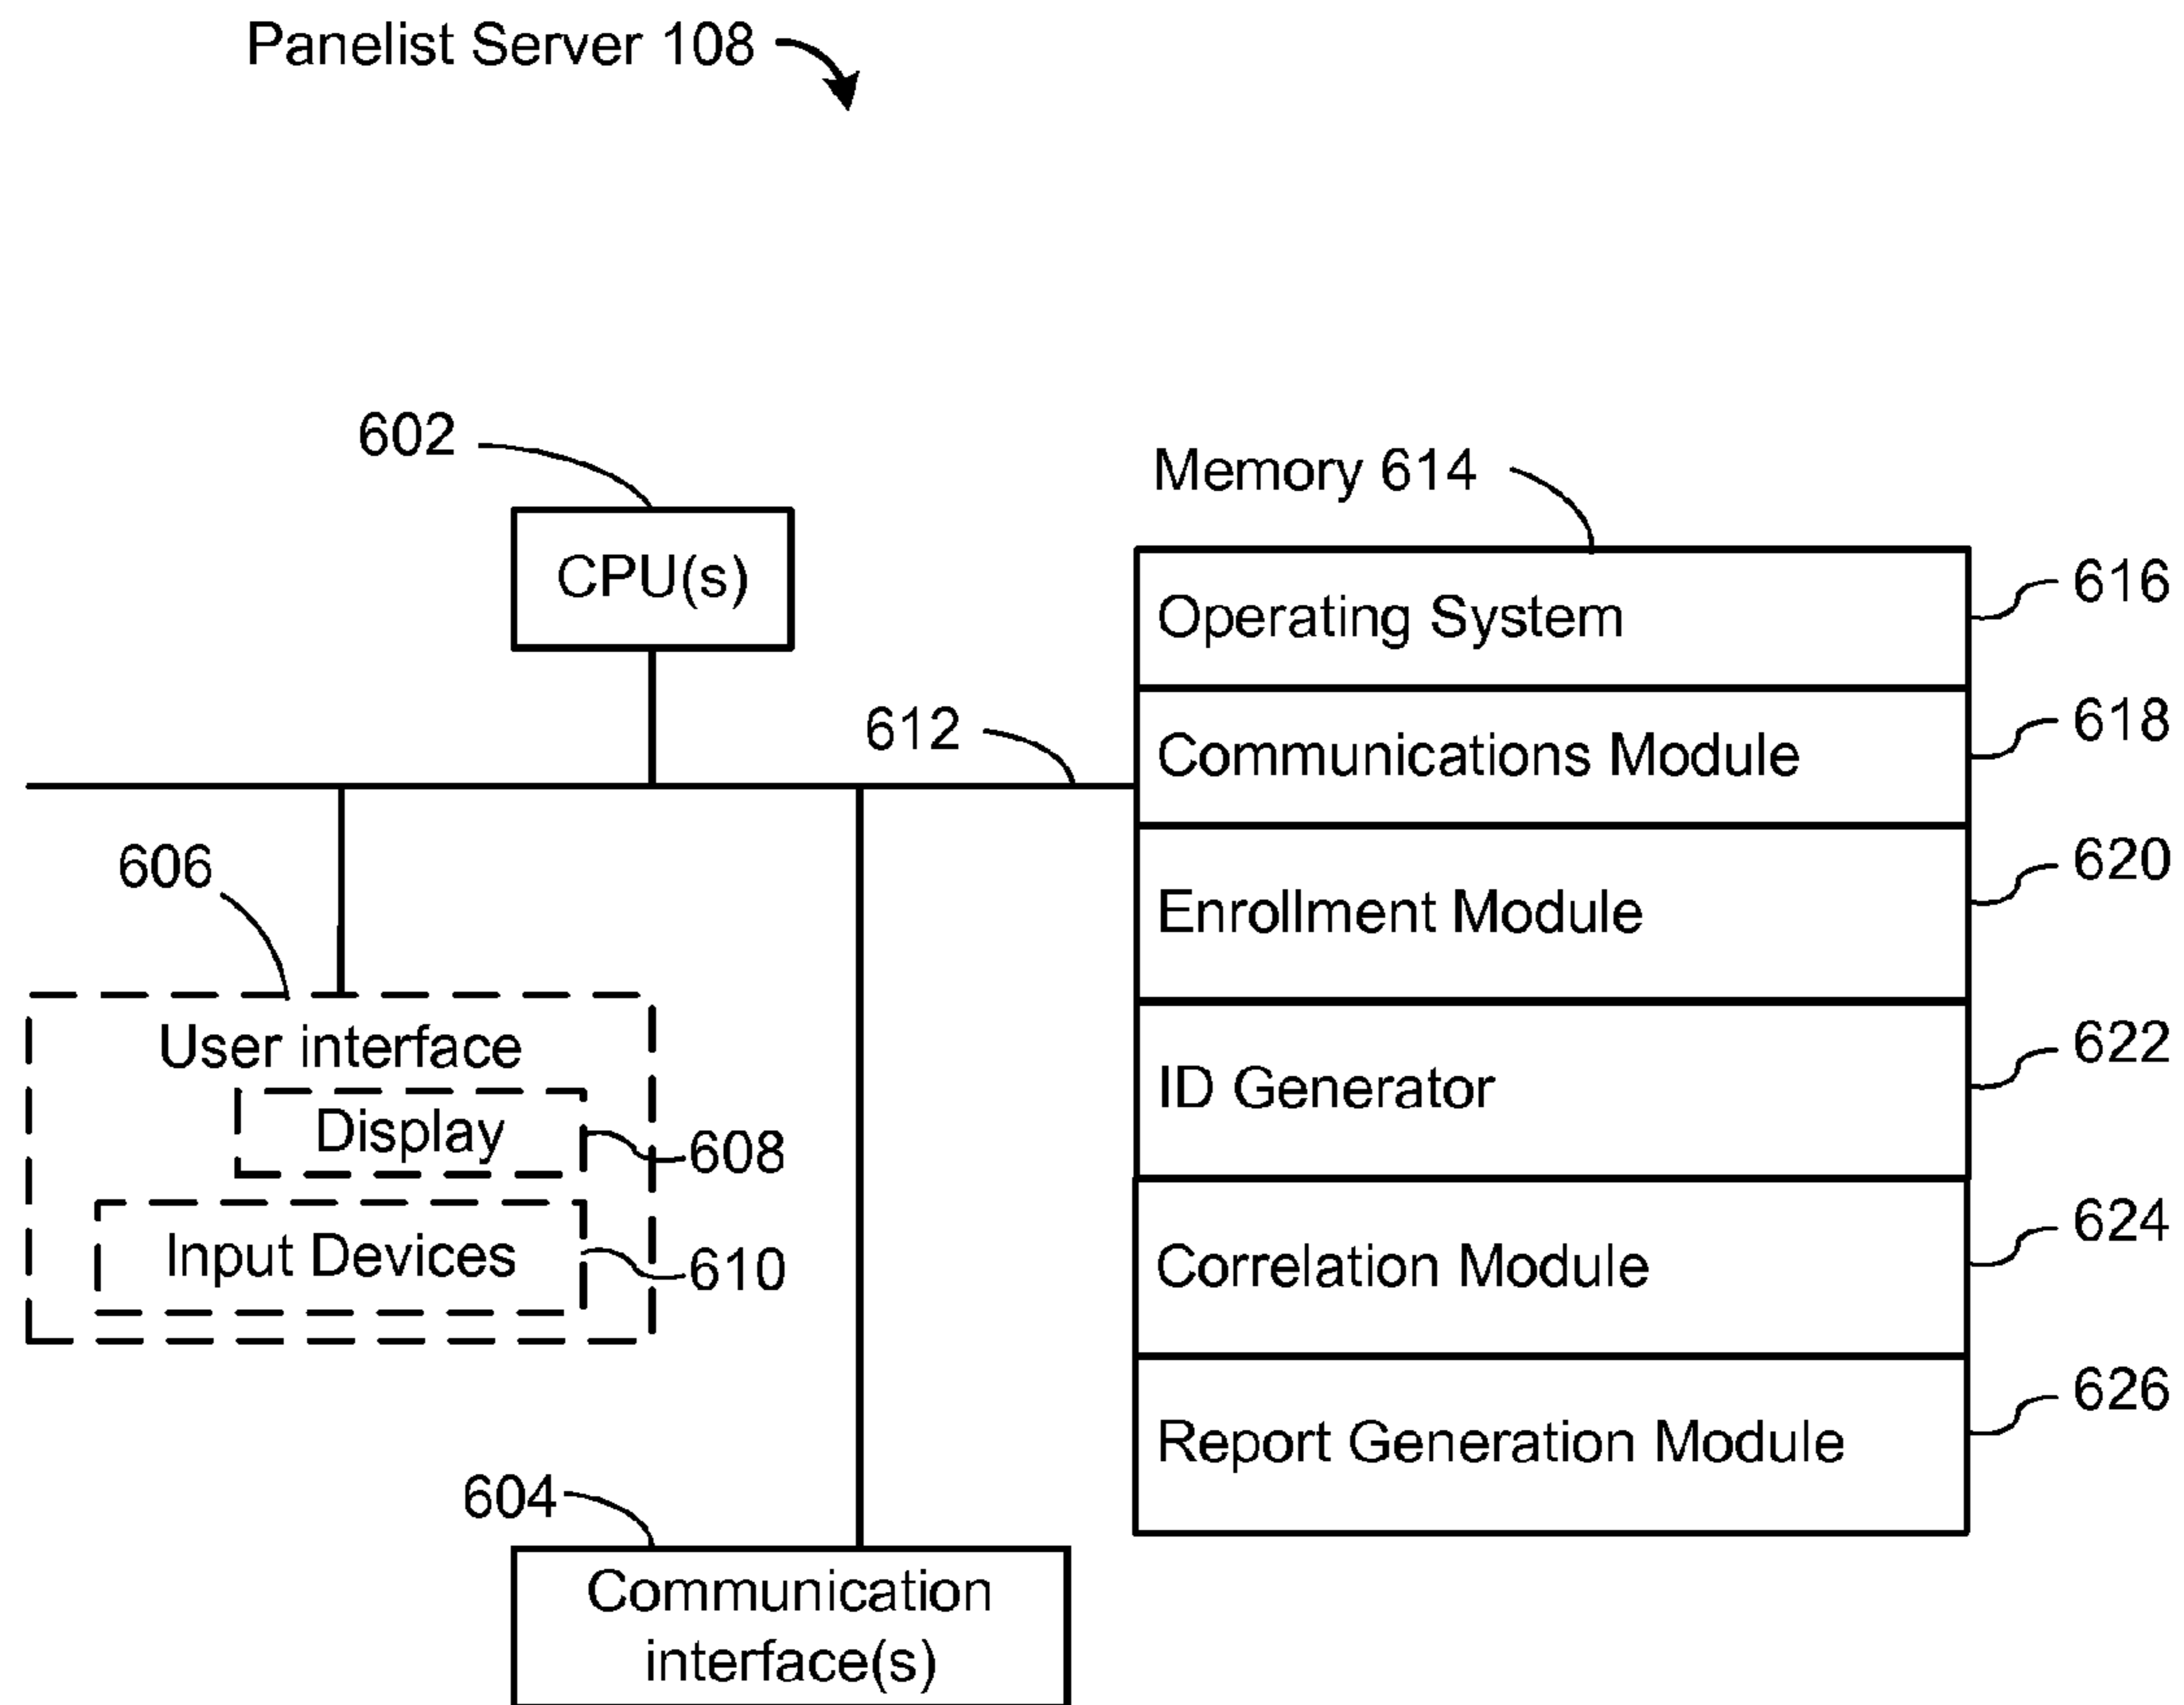 Panelist Server 108
602
CPU(s)
612
606
User interface
Display
608
Input Devices
610
604
Communication
interface(s)
Memory 614
Operating System
616
Communications Module
618
Enrollment Module
620
ID Generator
622
Correlation Module
624
Report Generation Module
626